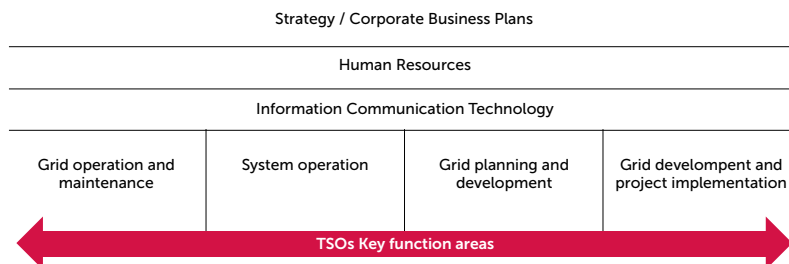 Strategy / Corporate Business Plans
Human Resources
Information Communication Technology
Grid operation and
maintenance
System operation
Grid planning and
development
Grid develompent and
project implementation
TSOs Key function areas